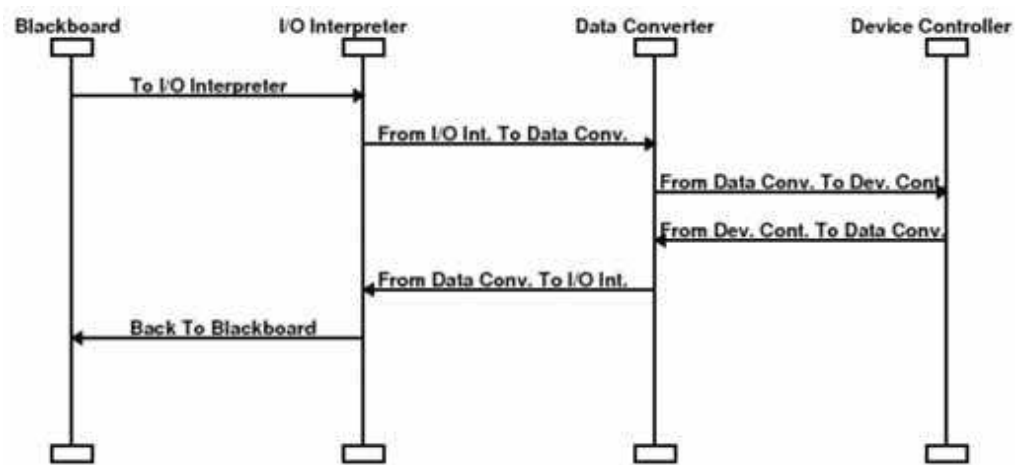 Blackboard
I/O Interpreter
Data Converter
Device Controller
To I/O Interpreter
From I/O Int. To Data Conv.
From Data Conv. To Dev. Cont
From Dev. Cont. To Data Conv.
From Data Conv. To I/O Int.
Back To Blackboard